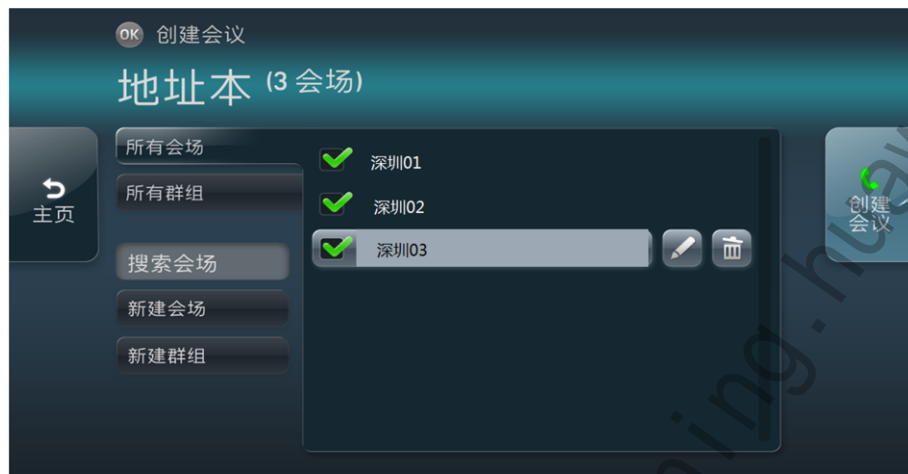 OK 创建会议
地址本 (3 会场)
所有会场
所有群组
搜索会场
新建会场
新建群组
主页
深圳01
深圳02
深圳03
创建
会议